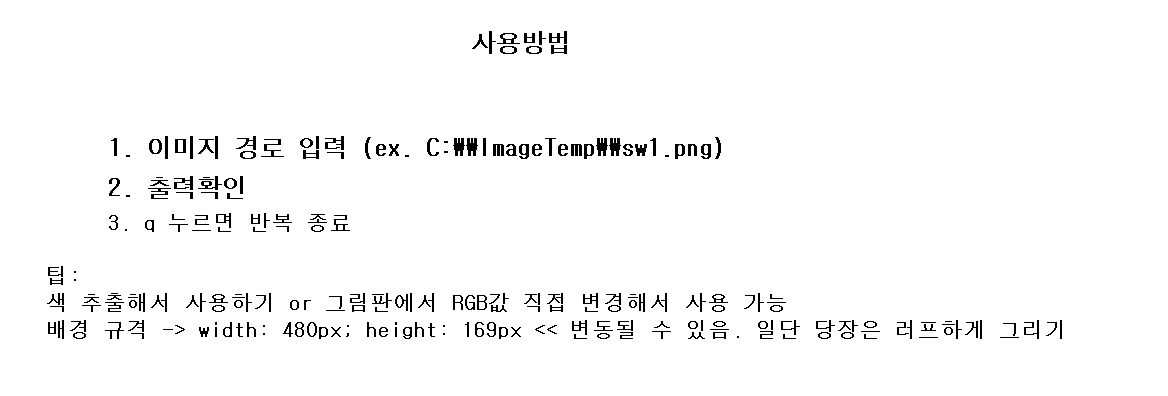 사용방법
1. 이미지 경로 입력 (ex. C:₩₩ImageTemp₩₩sw1.png)
2. 출력확인
3. q 누르면 반복 종료
팁:
색 추출해서 사용하기 or 그림판에서 RGB값 직접 변경해서 사용 가능
배경 규격 -> width: 480px; height: 169px << 변동될 수 있음. 일단 당장은 러프하게 그리기